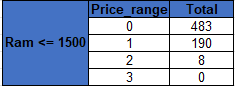 Price_range Total
Ram <= 1500
0 483
1 190
2 8
3 0